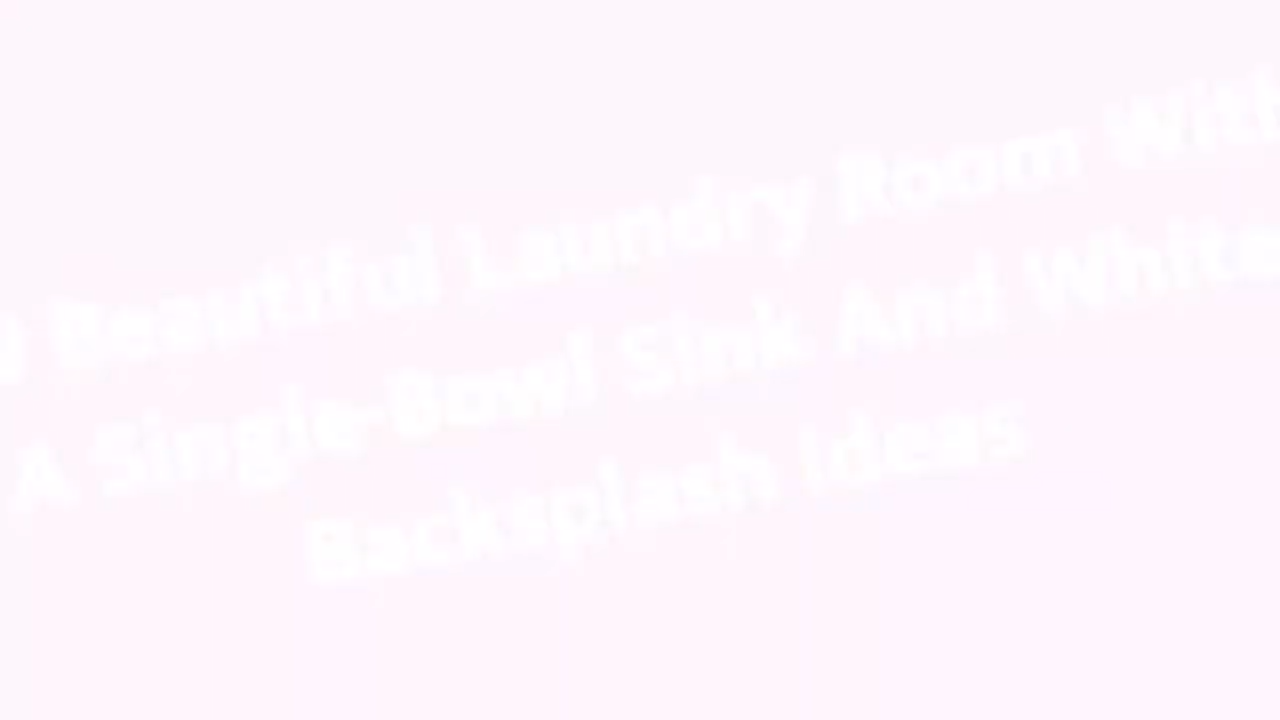 Beautiful Laundry Room With
A Single-Bowl Sink And White
Backsplash Ideas